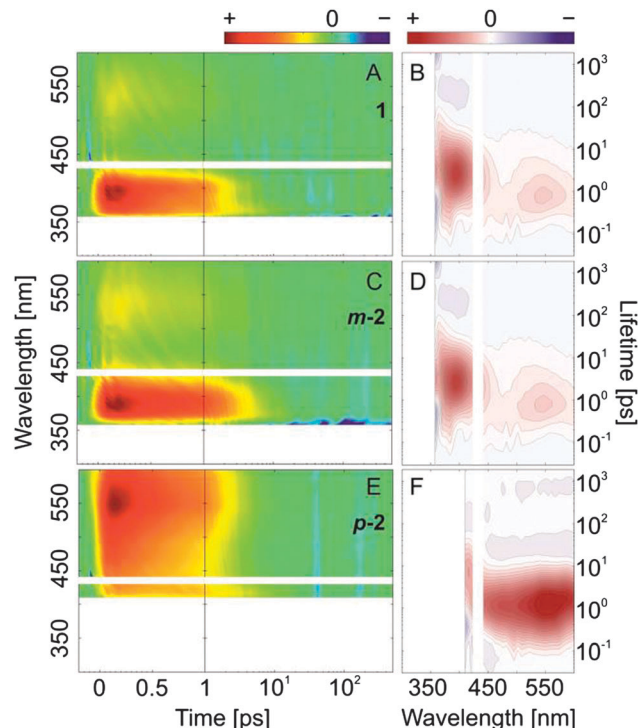 + 0 −
+ 0 −
A
1
B
550
450
350
10³
10²
10¹
10⁰
10⁻¹
C
m-2
D
550
450
350
10³
10²
10¹
10⁰
10⁻¹
Wavelength [nm]
Lifetime [ps]
E
p-2
F
550
450
350
10³
10²
10¹
10⁰
10⁻¹
0 0.5 1 10¹ 10²
350 450 550
Time [ps]
Wavelength [nm]